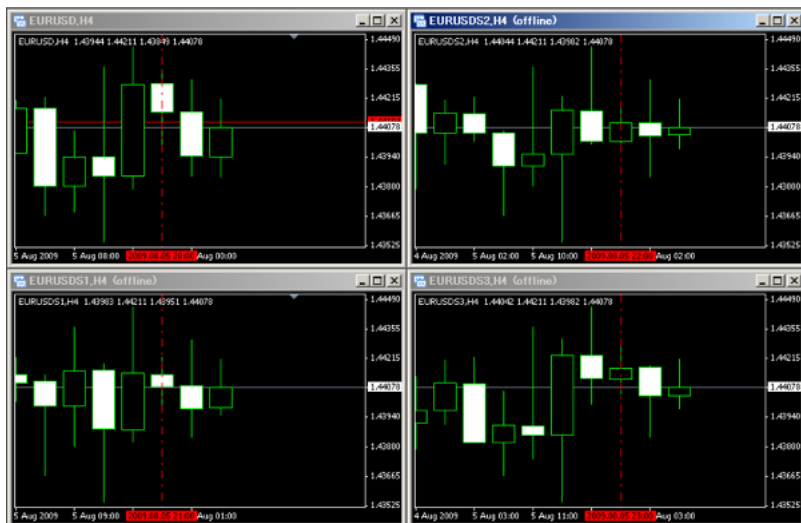 EURUSD,H4
EURUSD,H4 1.43944 1.44211 1.43849 1.44078
1.44490
1.44355
1.44215
1.44078
1.43940
1.43800
1.43665
1.43525
5 Aug 2009 5 Aug 08:00 2009.08.05 20:00 Aug 00:00
EURUSDS2,H4 (offline)
EURUSDS2,H4 1.44044 1.44211 1.43982 1.44078
1.44490
1.44355
1.44215
1.44078
1.43940
1.43800
1.43665
1.43525
4 Aug 2009 5 Aug 02:00 5 Aug 10:00 2009.08.05 22:00 Aug 02:00
EURUSDS1,H4 (offline)
EURUSDS1,H4 1.43983 1.44211 1.43951 1.44078
1.44490
1.44355
1.44215
1.44078
1.43940
1.43800
1.43665
1.43525
5 Aug 2009 5 Aug 09:00 2009.08.05 21:00 Aug 01:00
EURUSDS3,H4 (offline)
EURUSDS3,H4 1.44042 1.44211 1.43982 1.44078
1.44490
1.44355
1.44215
1.44078
1.43940
1.43800
1.43665
1.43525
4 Aug 2009 5 Aug 03:00 5 Aug 11:00 2009.08.05 23:00 Aug 03:00